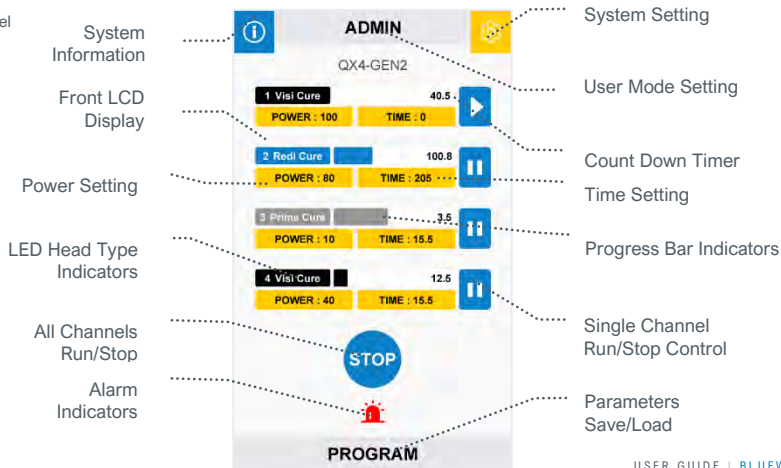 el
System
Information
Front LCD
Display
Power Setting
LED Head Type
Indicators
All Channels
Run/Stop
Alarm
Indicators
ADMIN
QX4-GEN2
1 Visi Cure
40.5
POWER : 100
TIME : 0
2 Redi Cure
100.8
POWER : 80
TIME : 205
3 Prima Cure
3.5
POWER : 10
TIME : 15.5
4 Visi Cure
12.5
POWER : 40
TIME : 15.5
STOP
PROGRAM
System Setting
User Mode Setting
Count Down Timer
Time Setting
Progress Bar Indicators
Single Channel
Run/Stop Control
Parameters
Save/Load
USER GUIDE |